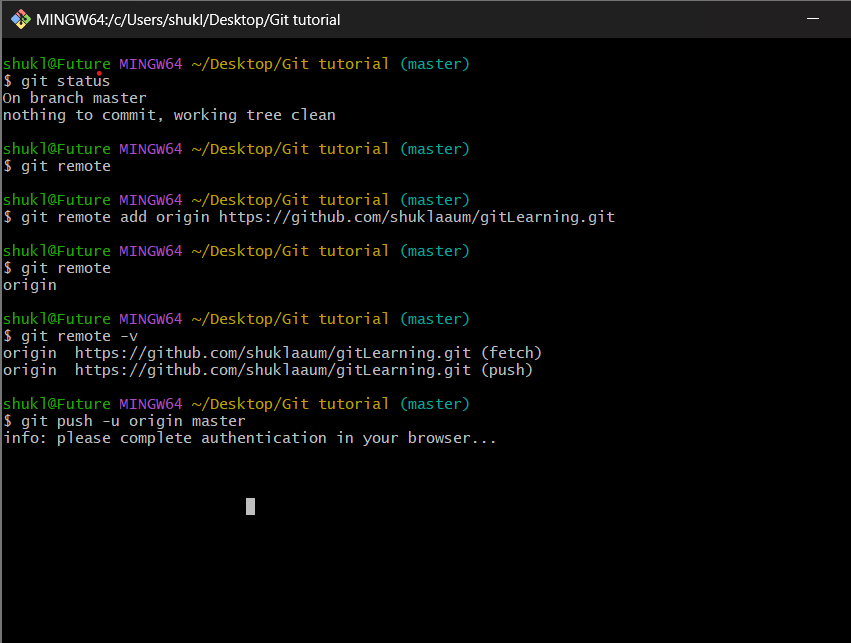 MINGW64:/c/Users/shukl/Desktop/Git tutorial
shukl@Future MINGW64 ~/Desktop/Git tutorial (master)
$ git status
On branch master
nothing to commit, working tree clean
shukl@Future MINGW64 ~/Desktop/Git tutorial (master)
$ git remote
shukl@Future MINGW64 ~/Desktop/Git tutorial (master)
$ git remote add origin https://github.com/shuklaaum/gitLearning.git
shukl@Future MINGW64 ~/Desktop/Git tutorial (master)
$ git remote
origin
shukl@Future MINGW64 ~/Desktop/Git tutorial (master)
$ git remote -v
origin  https://github.com/shuklaaum/gitLearning.git (fetch)
origin  https://github.com/shuklaaum/gitLearning.git (push)
shukl@Future MINGW64 ~/Desktop/Git tutorial (master)
$ git push -u origin master
info: please complete authentication in your browser...